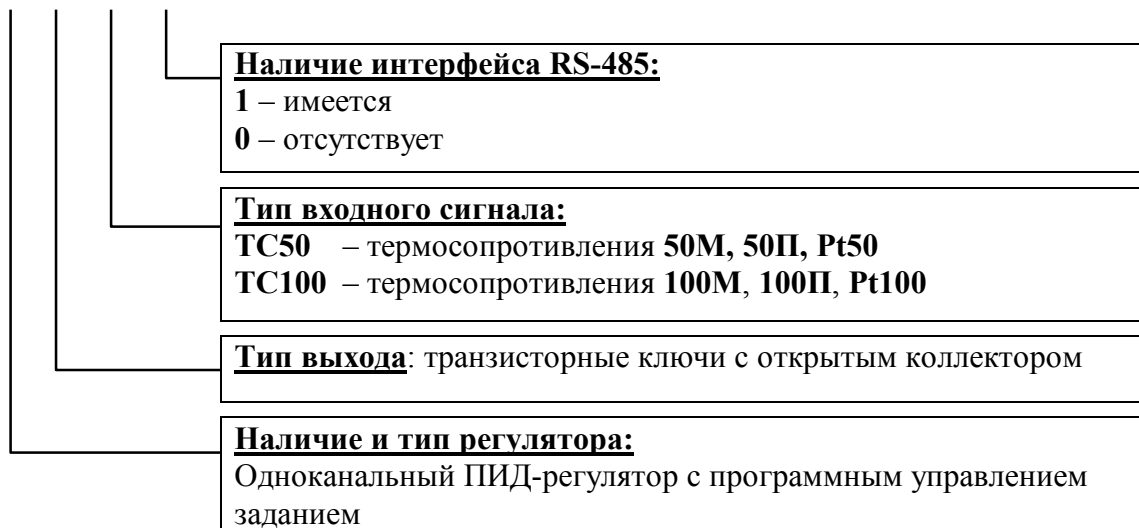 Наличие интерфейса RS-485:
1 – имеется
0 – отсутствует
Тип входного сигнала:
ТС50 – термосопротивления 50М, 50П, Pt50
ТС100 – термосопротивления 100М, 100П, Pt100
Тип выхода: транзисторные ключи с открытым коллектором
Наличие и тип регулятора:
Одноканальный ПИД-регулятор с программным управлением
заданием